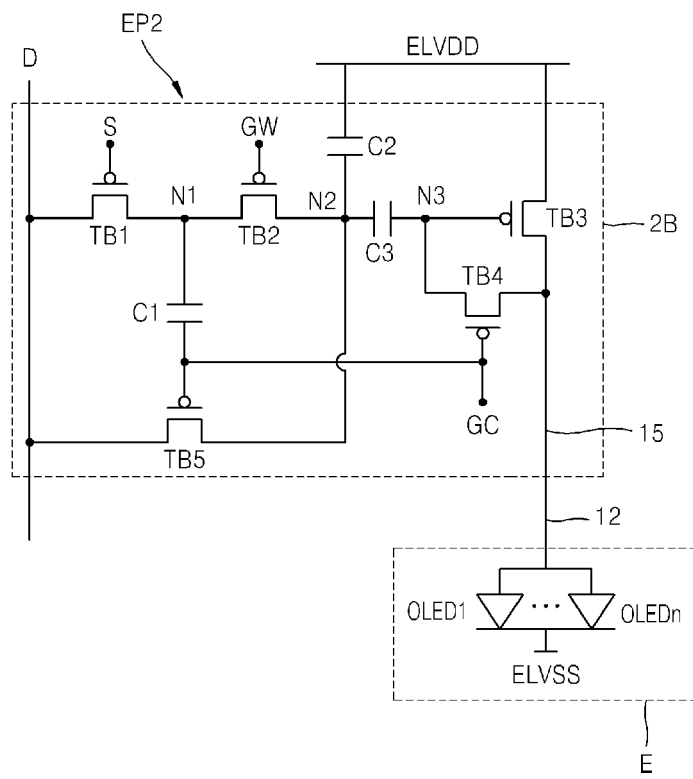 EP2
D
ELVDD
S
GW
C2
N1
N2
N3
TB1
TB2
C3
TB3
2B
TB4
C1
GC
TB5
15
12
OLED1
...
OLEDn
ELVSS
E